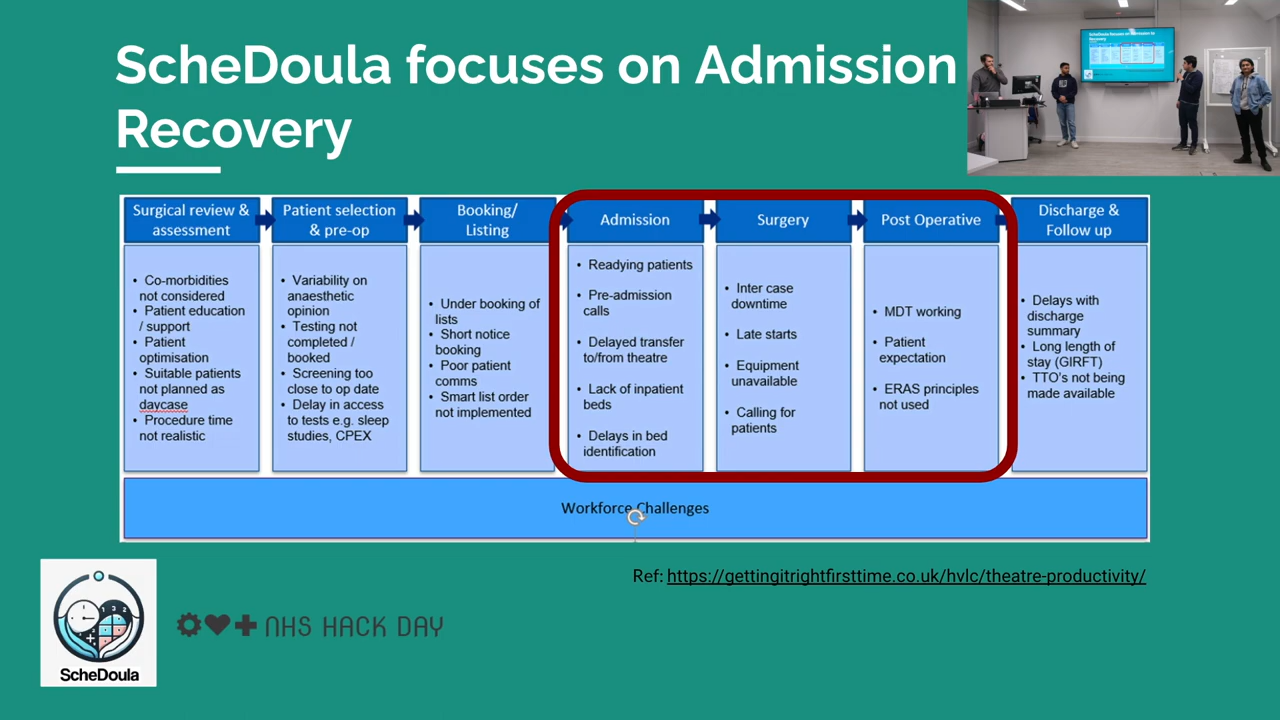 ScheDoula focuses on Admission
Recovery
Surgical review &
assessment
Co-morbidities
not considered
Patient education
/ support
Patient
optimisation
Suitable patients
not planned as
daycase
Procedure time
not realistic
Patient selection
& pre-op
Variability on
anaesthetic
opinion
Testing not
completed /
booked
Screening too
close to op date
Delay in access
to tests e.g. sleep
studies, CPEX
Booking/
Listing
Under booking of
lists
Short notice
booking
Poor patient
comms
Smart list order
not implemented
Admission
Readying patients
Pre-admission
calls
Delayed transfer
to/from theatre
Lack of inpatient
beds
Delays in bed
identification
Surgery
Inter case
downtime
Late starts
Equipment
unavailable
Calling for
patients
Post Operative
MDT working
Patient
expectation
ERAS principles
not used
Discharge &
Follow up
Delays with
discharge
summary
Long length of
stay (GIRFT)
TTO's not being
made available
Workforce Challenges
Ref: https://gettingitrightfirsttime.co.uk/hvlc/theatre-productivity/
1 3 2
ScheDoula
NHS HACK DAY